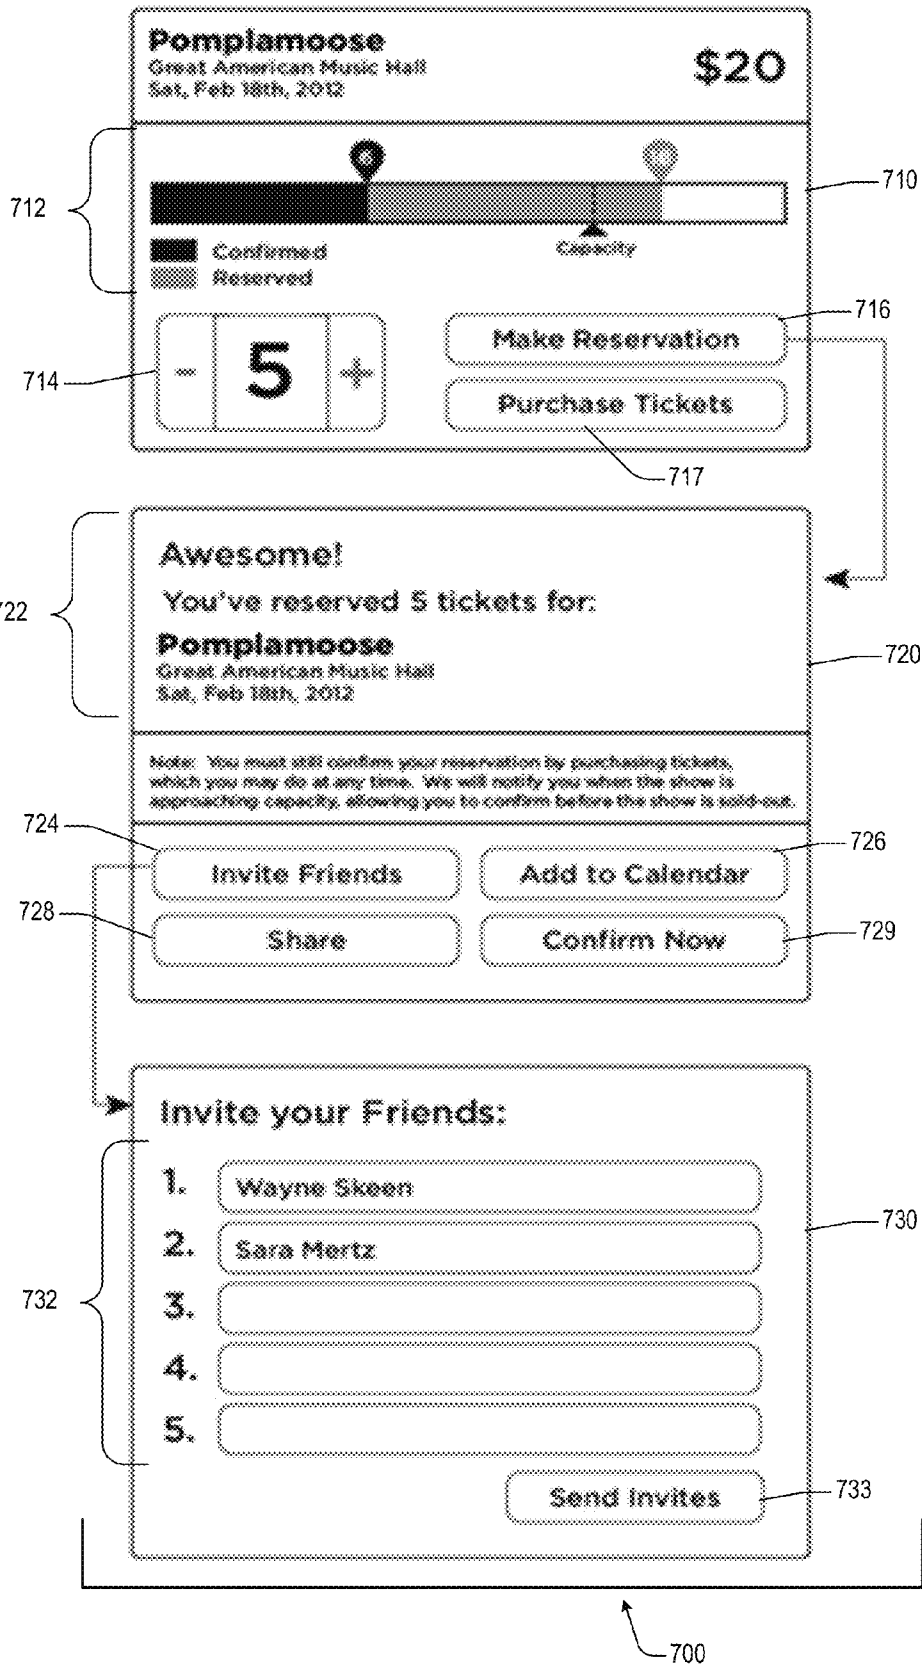 Pomplamoose
$20
Great American Music Hall
Sat, Feb 18th, 2012
712
710
Capacity
Confirmed
Reserved
716
Make Reservation
714
- 5 +
Purchase Tickets
717
Awesome!
You've reserved 5 tickets for:
722
Pomplamoose
720
Great American Music Hall
Sat, Feb 18th, 2012
Note: You must still confirm your reservation by purchasing tickets,
which you may do at any time. We will notify you when the show is
approaching capacity, allowing you to confirm before the show is sold-out.
724
726
Invite Friends
Add to Calendar
728
729
Share
Confirm Now
Invite your Friends:
1. Wayne Skeen
730
2. Sara Mertz
732
3.
4.
5.
Send Invites
733
700